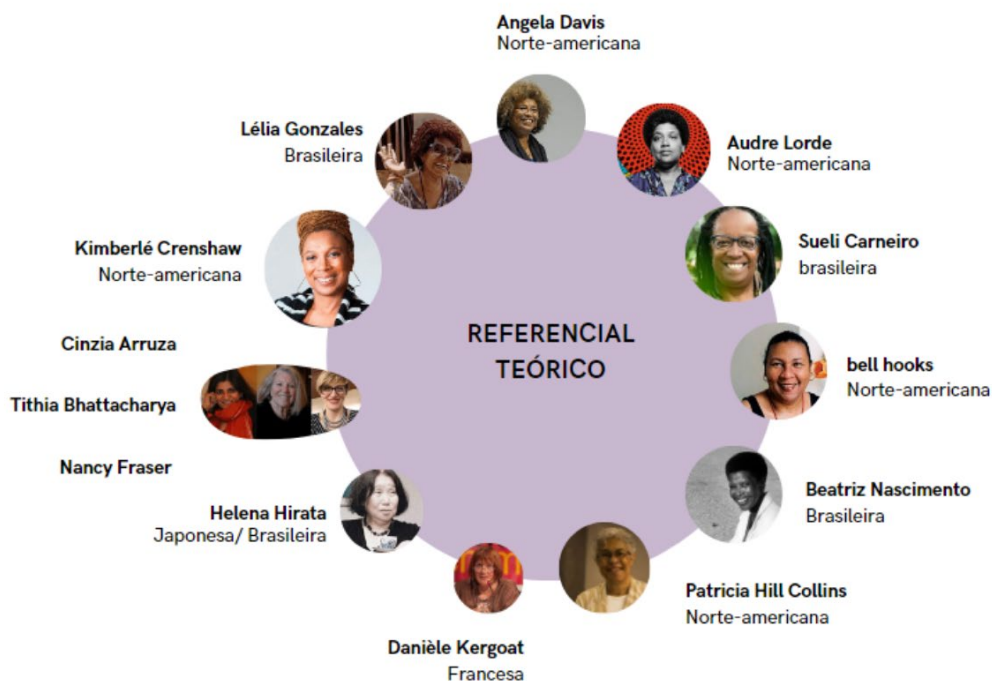 Angela Davis
Norte-americana
Lélia Gonzales
Brasileira
Audre Lorde
Norte-americana
Kimberlé Crenshaw
Norte-americana
Sueli Carneiro
brasileira
REFERENCIAL
TEÓRICO
Cinzia Arruza
Tithia Bhattacharya
Nancy Fraser
bell hooks
Norte-americana
Helena Hirata
Japonesa/ Brasileira
Beatriz Nascimento
Brasileira
Patricia Hill Collins
Norte-americana
Danièle Kergoat
Francesa